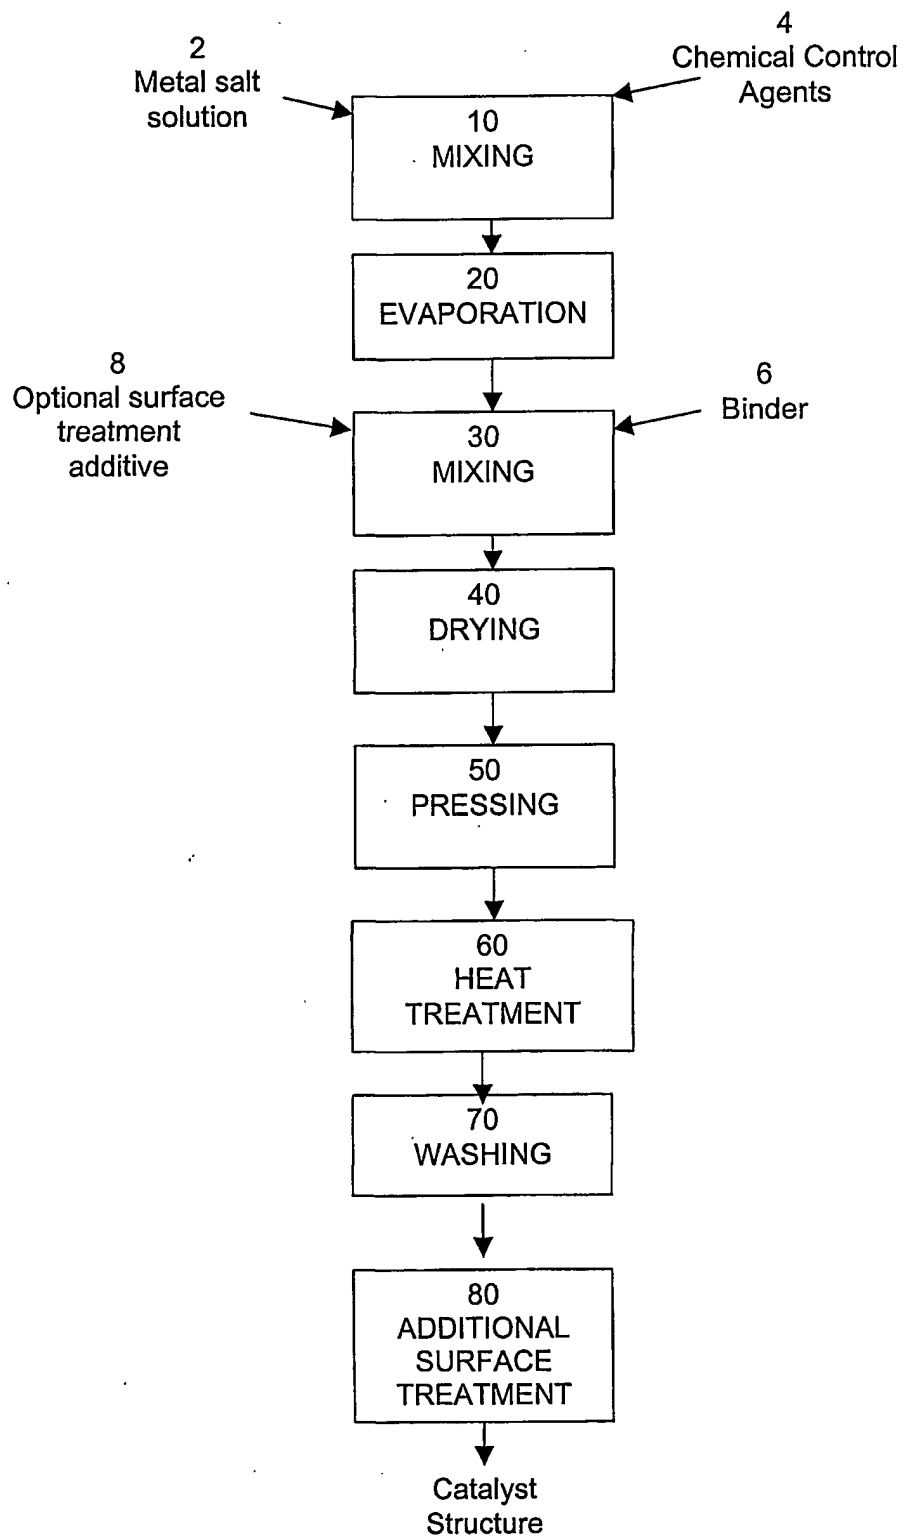 2
Metal salt
solution
4
Chemical Control
Agents
10
MIXING
20
EVAPORATION
8
Optional surface
treatment
additive
6
Binder
30
MIXING
40
DRYING
50
PRESSING
60
HEAT
TREATMENT
70
WASHING
80
ADDITIONAL
SURFACE
TREATMENT
Catalyst
Structure